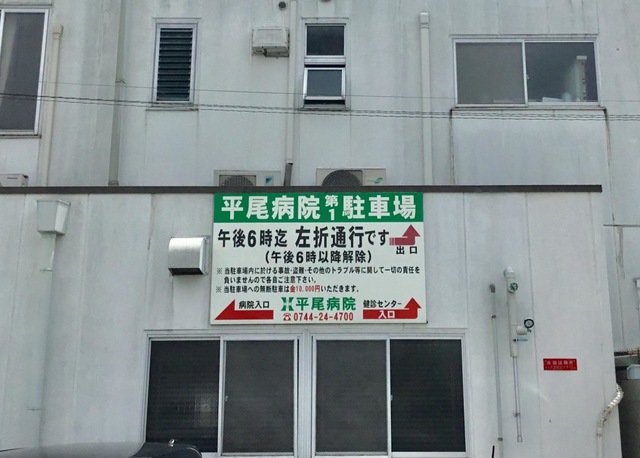 平尾病院 第1 駐車場
午後6時迄 左折通行です 出口
(午後6時以降解除)
※ 当駐車場内に於ける事故・盗難・その他のトラブル等に関して一切の責任を
負いませんので各自ご注意下さい。
※ 当駐車場への無断駐車は金10.000円いただきます。
病院入口 平尾病院 健診センター
☎0744-24-4700 入口